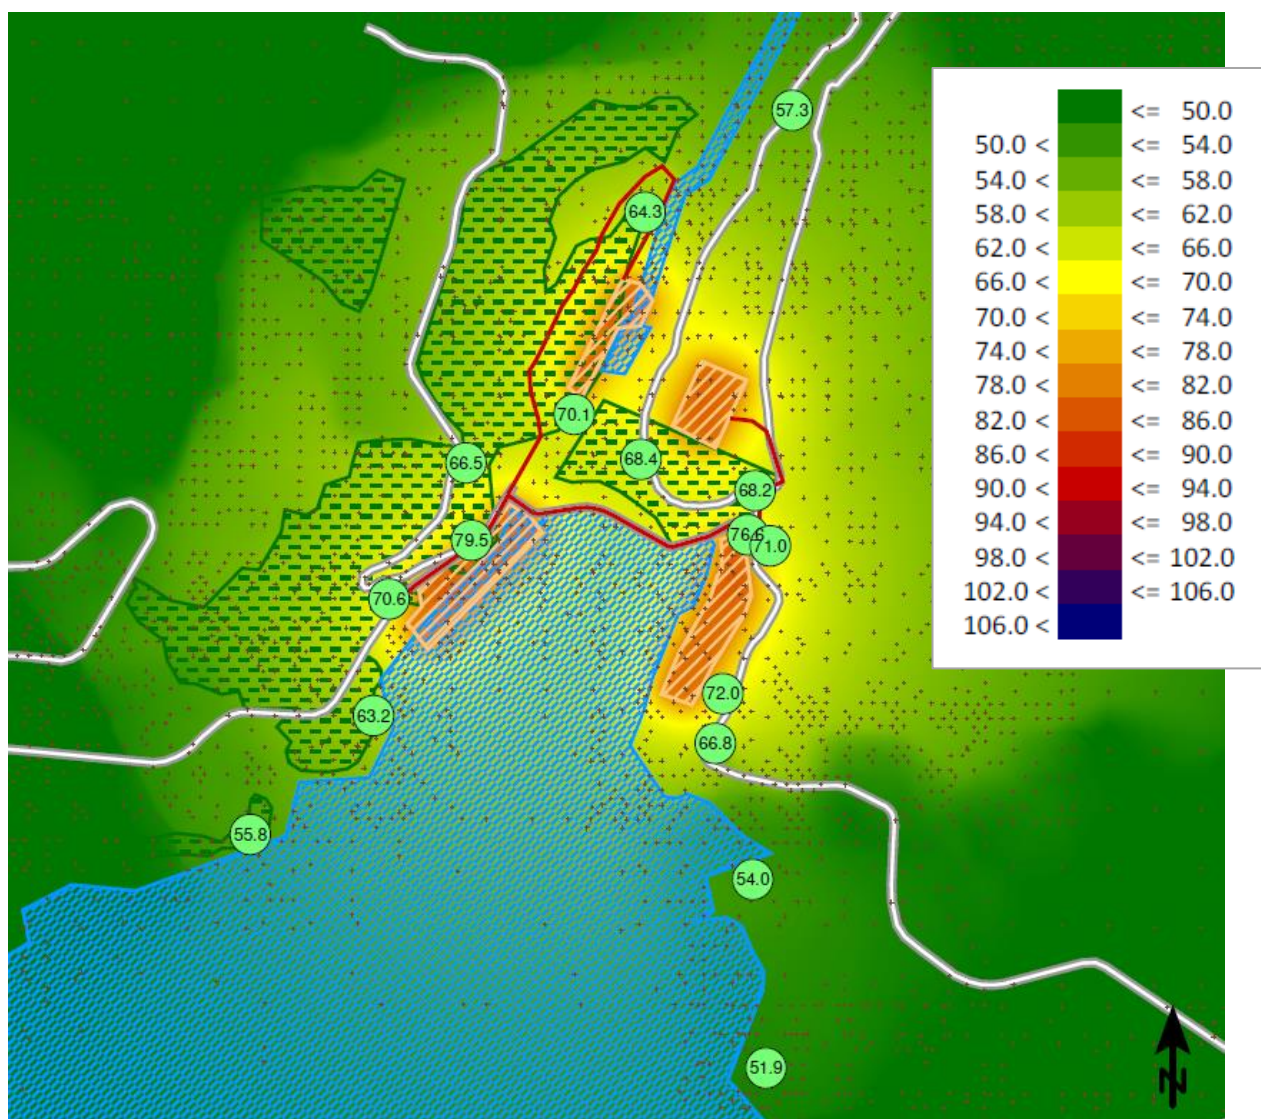 57.3
<= 50.0
50.0 < <= 54.0
54.0 < <= 58.0
58.0 < <= 62.0
62.0 < <= 66.0
66.0 < <= 70.0
70.0 < <= 74.0
74.0 < <= 78.0
78.0 < <= 82.0
82.0 < <= 86.0
86.0 < <= 90.0
90.0 < <= 94.0
94.0 < <= 98.0
98.0 < <= 102.0
102.0 < <= 106.0
106.0 <
64.3
70.1
66.5
68.4
68.2
79.5
76.5
71.0
70.6
72.0
63.2
66.8
55.8
54.0
51.9
N